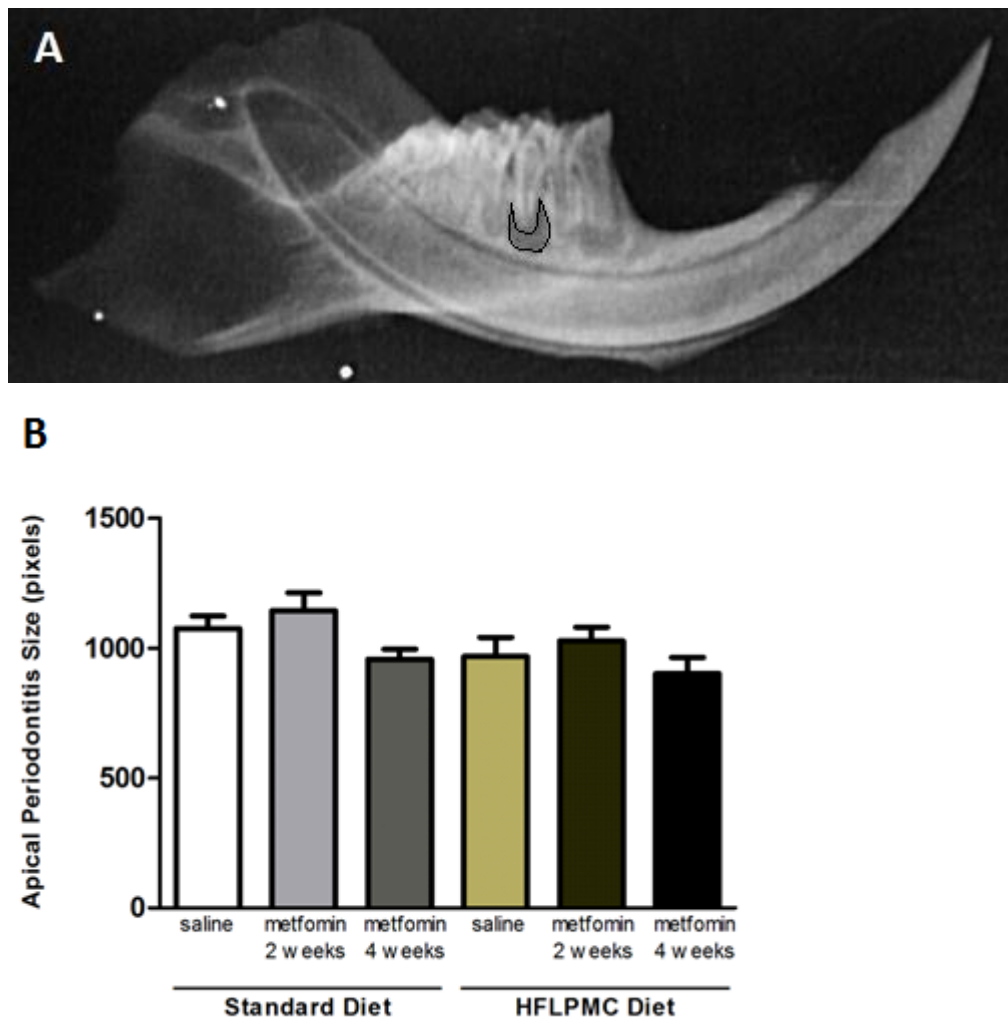 A
B
Apical Periodontitis Size (pixels)
1500
1000
500
0
saline
metfomin
2 weeks
metfomin
4 weeks
saline
metfomin
2 weeks
metfomin
4 weeks
Standard Diet
HFLPMC Diet